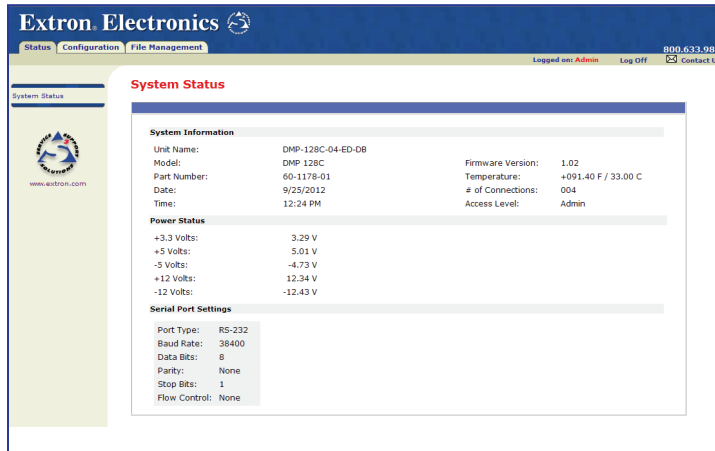 Extron® Electronics
Status Configuration File Management
800.633.98
Logged on: Admin Log Off Contact U
System Status
System Status
System Information
Unit Name: DMP-128C-04-ED-DB
Model: DMP 128C Firmware Version: 1.02
Part Number: 60-1178-01 Temperature: +091.40 F / 33.00 C
Date: 9/25/2012 # of Connections: 004
Time: 12:24 PM Access Level: Admin
Power Status
+3.3 Volts: 3.29 V
+5 Volts: 5.01 V
-5 Volts: -4.73 V
+12 Volts: 12.34 V
-12 Volts: -12.43 V
Serial Port Settings
Port Type: RS-232
Baud Rate: 38400
Data Bits: 8
Parity: None
Stop Bits: 1
Flow Control: None
SERVICE SUPPORT SOLUTIONS
S3
www.extron.com